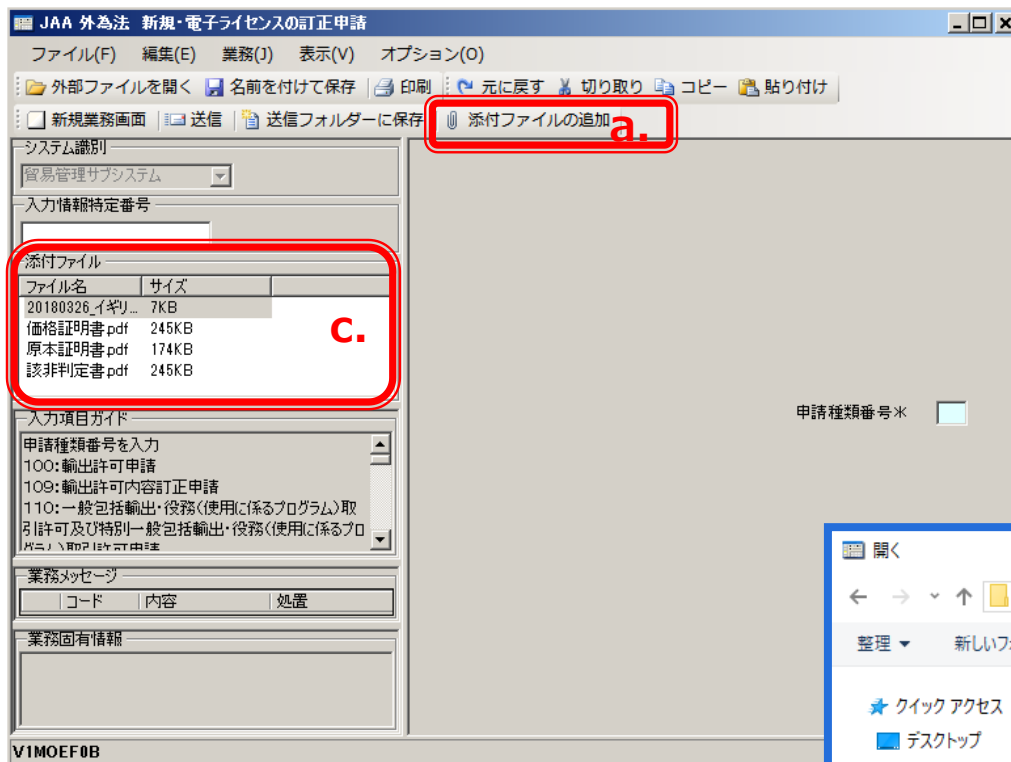 JAA 外為法 新規・電子ライセンスの訂正申請
ファイル(F) 編集(E) 業務(J) 表示(V) オプション(O)
外部ファイルを開く 名前を付けて保存 印刷 元に戻す 切り取り コピー 貼り付け
新規業務画面 送信 送信フォルダーに保存 添付ファイルの追加 a.
システム識別
貿易管理サブシステム
入力情報特定番号
添付ファイル
ファイル名 サイズ
20180326_イギリ... 7KB
価格証明書.pdf 245KB
原本証明書.pdf 174KB
該非判定書.pdf 245KB
c.
申請種類番号*
入力項目ガイド
申請種類番号を入力
100:輸出許可申請
109:輸出許可内容訂正申請
110:一般包括輸出・役務(使用に係るプログラム)取
引許可及び特別一般包括輸出・役務(使用に係るプロ
グラム)取引許可申請
業務メッセージ
コード 内容 処置
業務固有情報
V1MOEF0B
開く
整理 新しいフ
クイック アクセス
デスクトップ